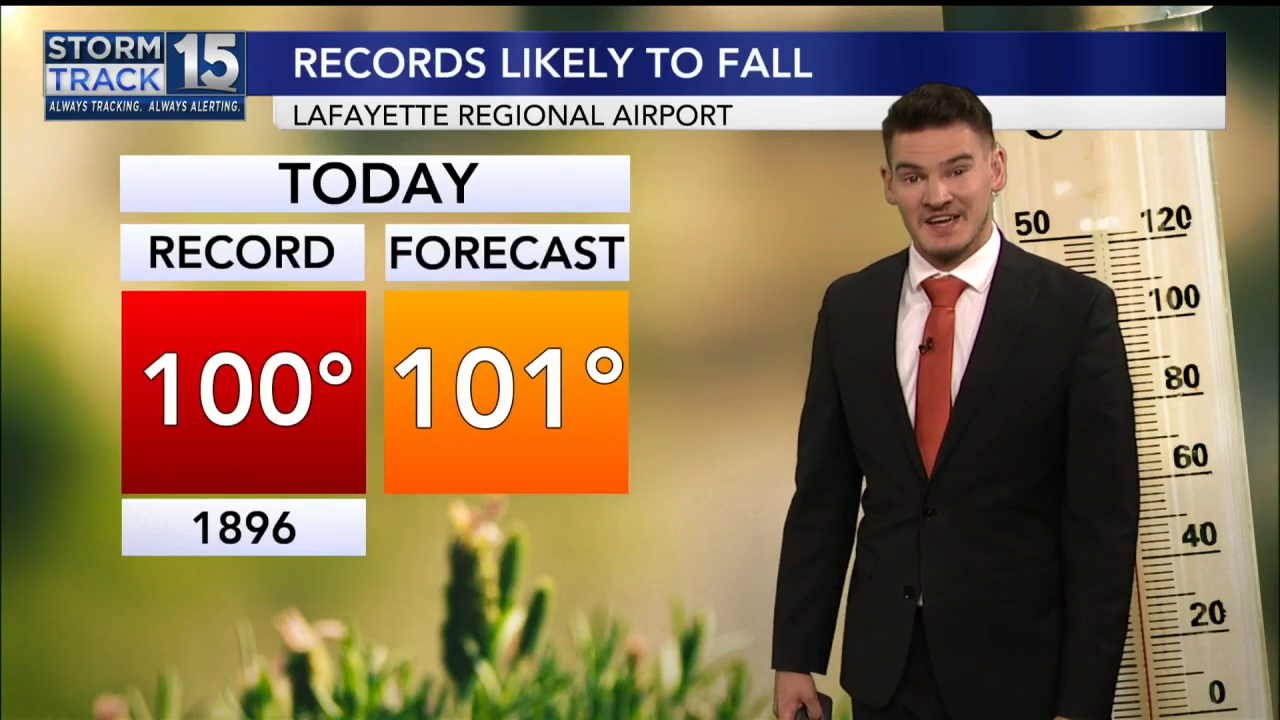 STORM
TRACK
15
ALWAYS TRACKING. ALWAYS ALERTING.
RECORDS LIKELY TO FALL
LAFAYETTE REGIONAL AIRPORT
TODAY
RECORD
FORECAST
100°
101°
1896
50
120
100
80
60
40
20
0